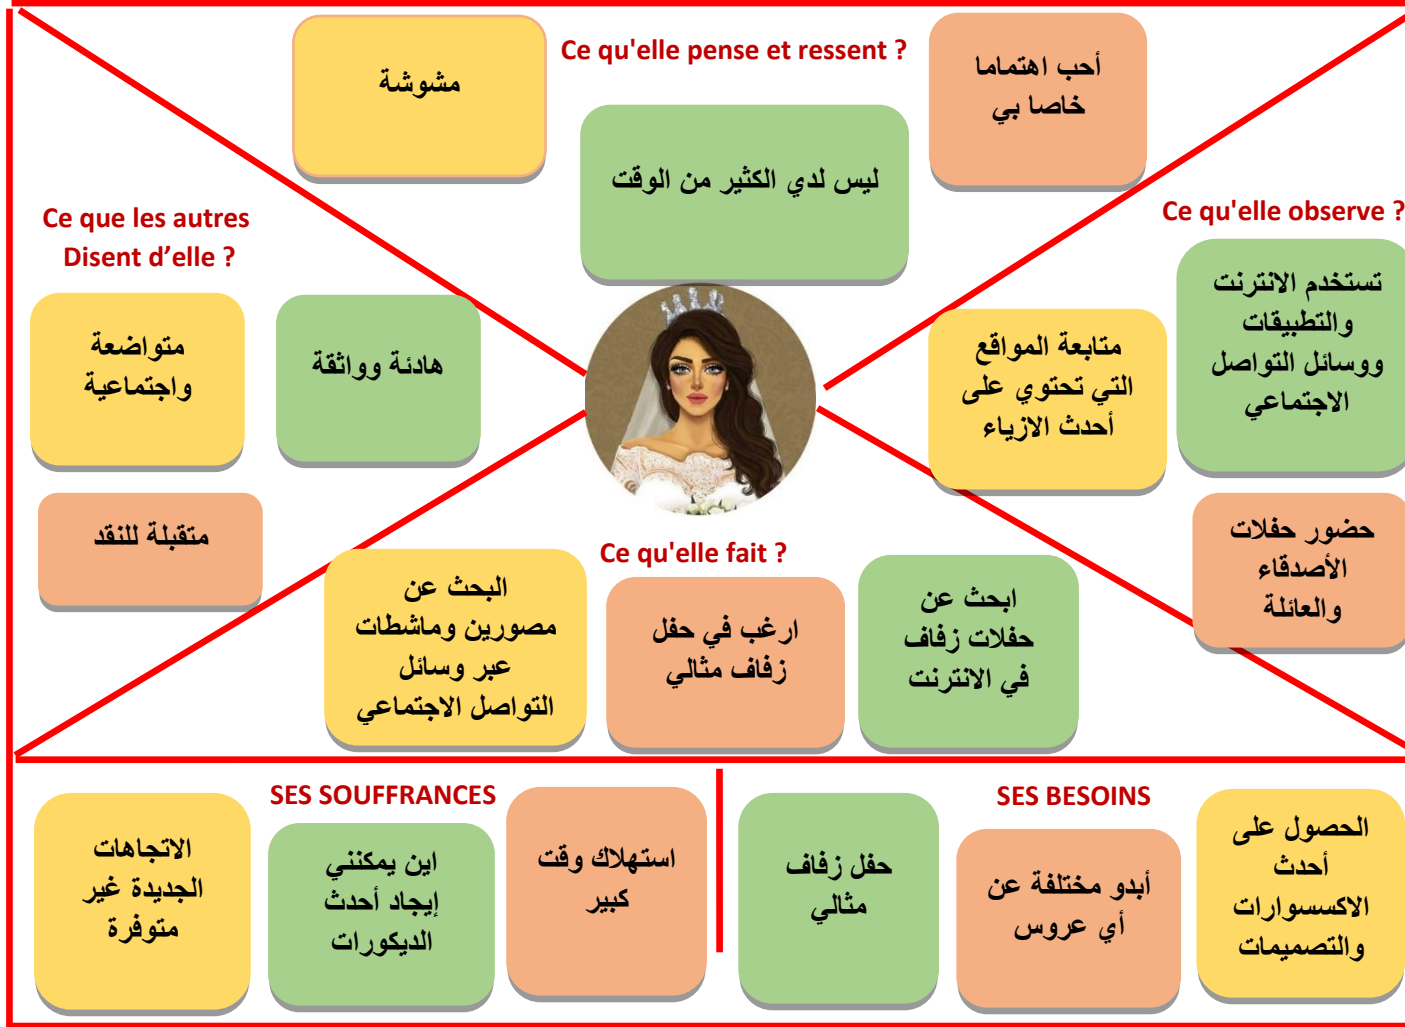 Ce qu'elle pense et ressent ?
مشوشة
ليس لدي الكثير من الوقت
أحب اهتماما
خاصا بي
Ce que les autres
Disent d’elle ?
متواضعة
واجتماعية
هادئة وواثقة
متقبلة للنقد
Ce qu'elle observe ?
تستخدم الانترنت
والتطبيقات
ووسائل التواصل
الاجتماعي
متابعة المواقع
التي تحتوي على
أحدث الازياء
حضور حفلات
الأصدقاء
والعائلة
Ce qu'elle fait ?
البحث عن
مصورين وماشطات
عبر وسائل
التواصل الاجتماعي
ارغب في حفل
زفاف مثالي
ابحث عن
حفلات زفاف
في الانترنت
SES SOUFFRANCES
الاتجاهات
الجديدة غير
متوفرة
اين يمكنني
إيجاد أحدث
الديكورات
استهلاك وقت
كبير
SES BESOINS
حفل زفاف
مثالي
أبدو مختلفة عن
أي عروس
الحصول على
أحدث
الاكسسوارات
والتصميمات